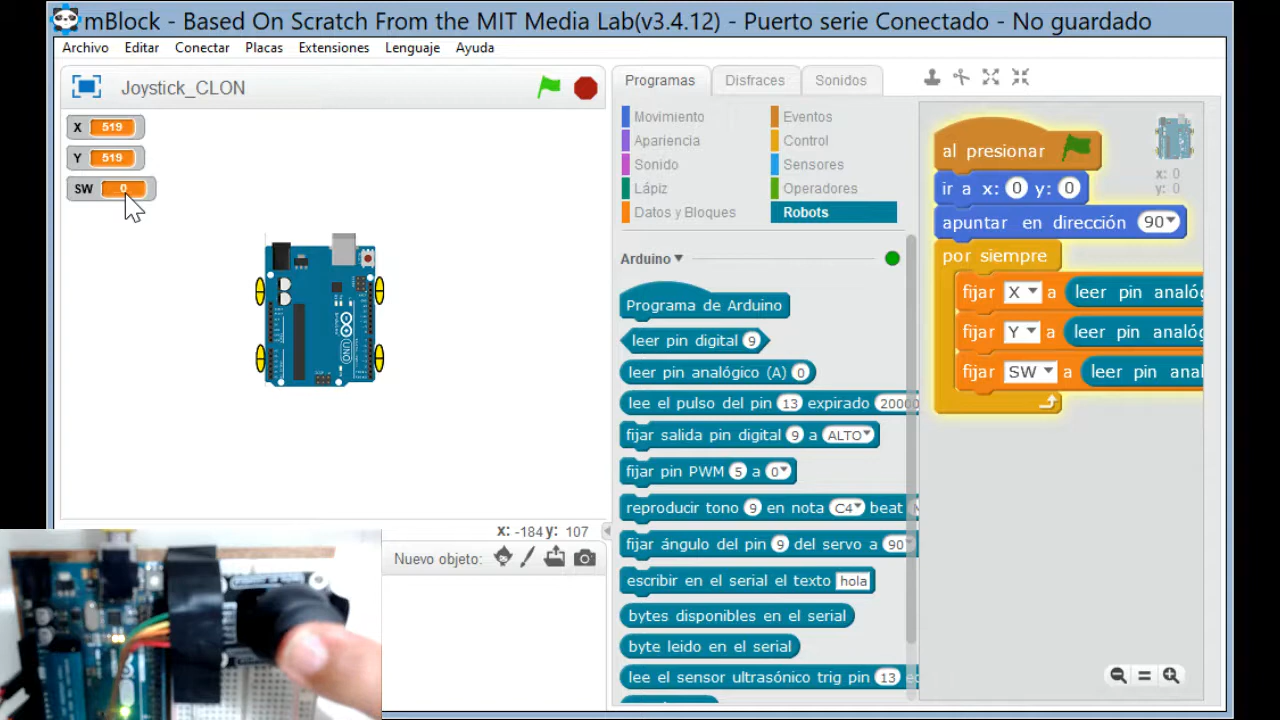 mBlock - Based On Scratch From the MIT Media Lab(v3.4.12) - Puerto serie Conectado - No guardado
Archivo Editar Conectar Placas Extensiones Lenguaje Ayuda
Joystick_CLON
X 519
Y 519
SW 0
ARDUINO
UNO
x: -184 y: 107
Nuevo objeto:
Programas Disfraces Sonidos
Movimiento Eventos
Apariencia Control
Sonido Sensores
Lápiz Operadores
Datos y Bloques Robots
Arduino
Programa de Arduino
leer pin digital 9
leer pin analógico (A) 0
lee el pulso del pin 13 expirado 20000
fijar salida pin digital 9 a ALTO
fijar pin PWM 5 a 0
reproducir tono 9 en nota C4 beat
fijar ángulo del pin 9 del servo a 90
escribir en el serial el texto hola
bytes disponibles en el serial
byte leido en el serial
lee el sensor ultrasónico trig pin 13
al presionar
ir a x: 0 y: 0
apuntar en dirección 90
por siempre
fijar X a leer pin analóg
fijar Y a leer pin analóg
fijar SW a leer pin anal
x: 0
y: 0